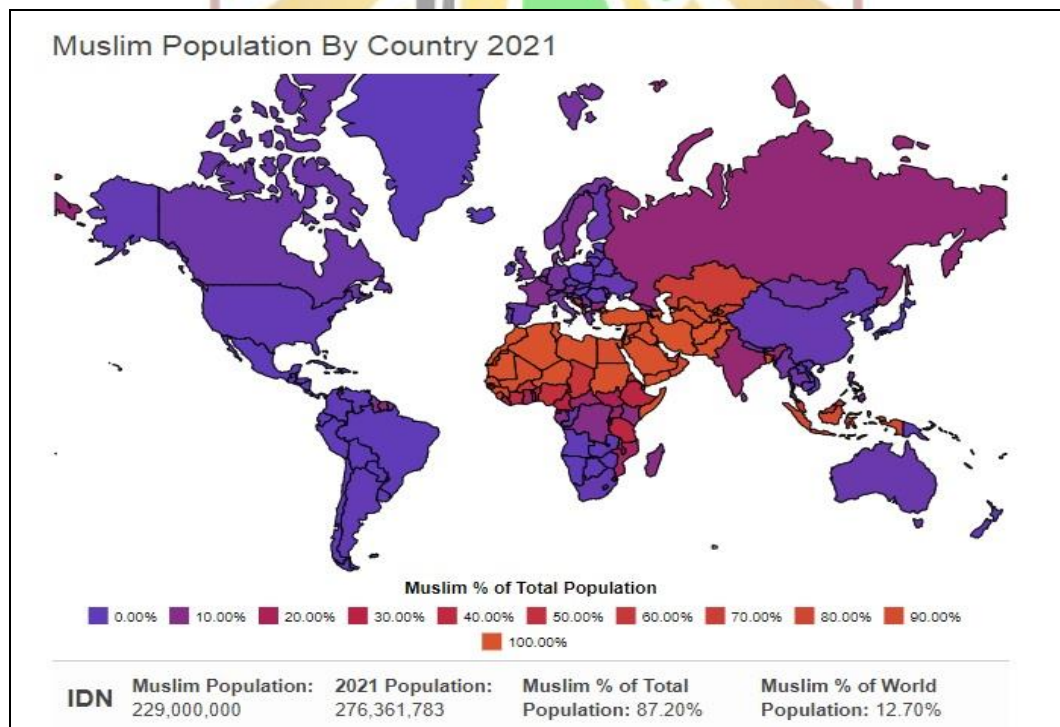 Muslim Population By Country 2021
Muslim % of Total Population
0.00% 10.00% 20.00% 30.00% 40.00% 50.00% 60.00% 70.00% 80.00% 90.00%
100.00%
IDN
Muslim Population:
229,000,000
2021 Population:
276,361,783
Muslim % of Total
Population: 87.20%
Muslim % of World
Population: 12.70%